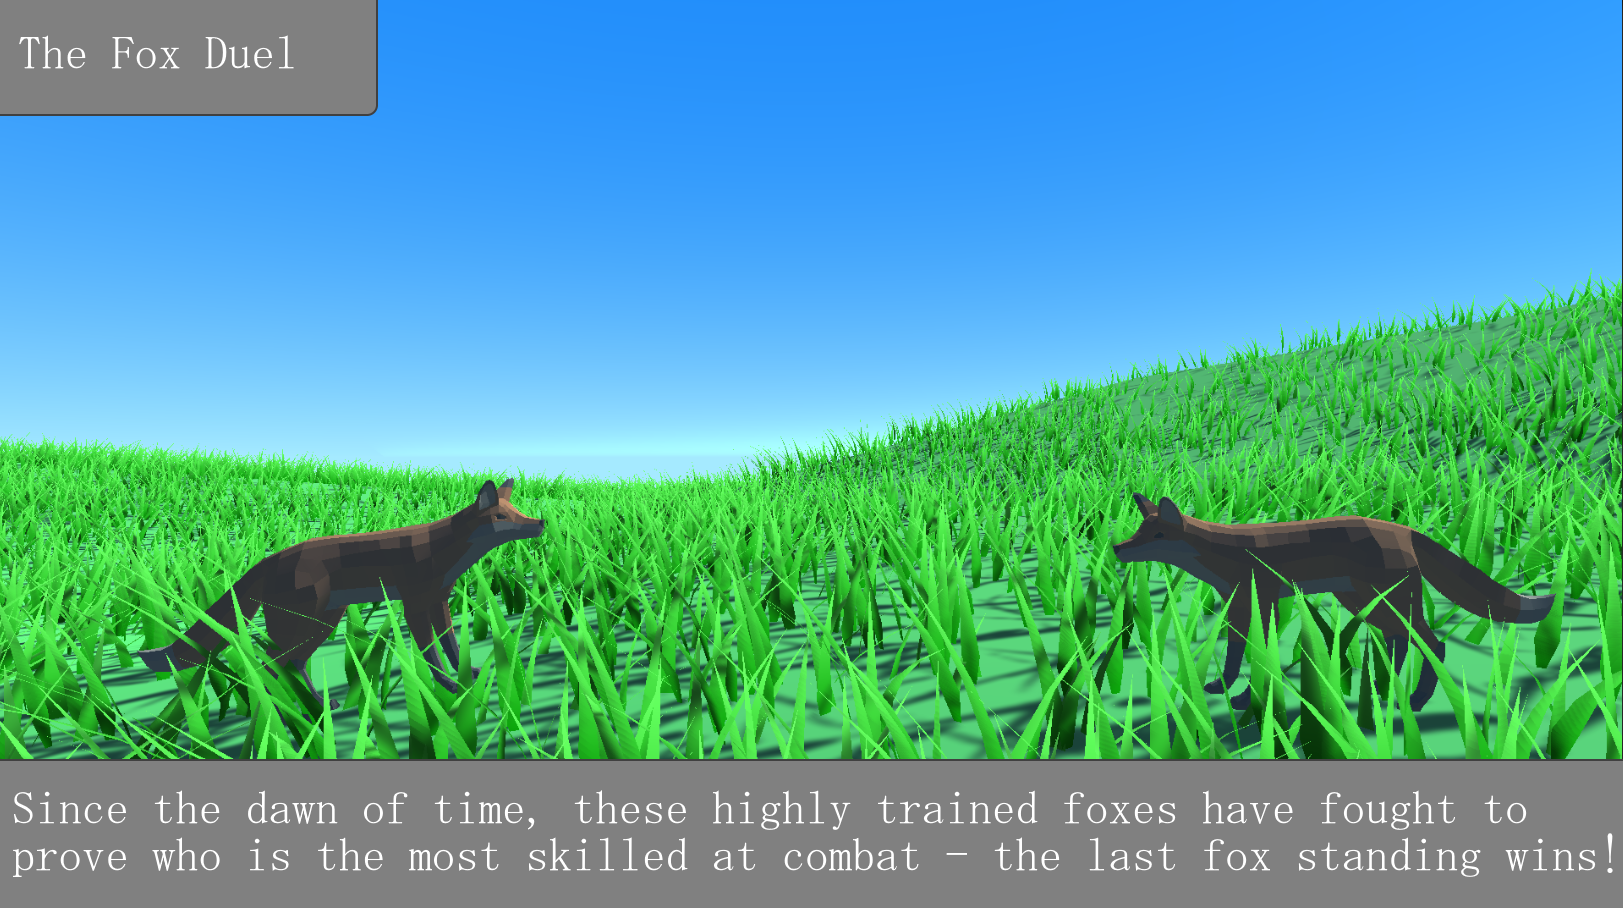 The Fox Duel
Since the dawn of time, these highly trained foxes have fought to
prove who is the most skilled at combat - the last fox standing wins!